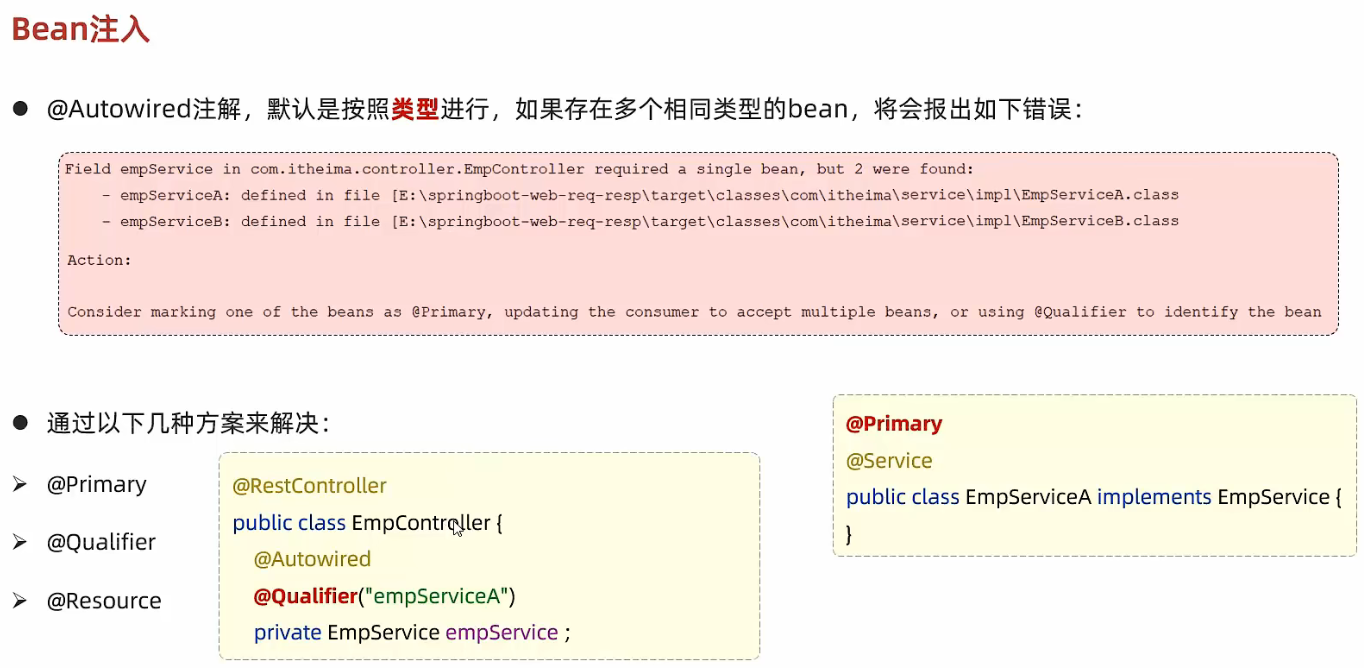 Bean注入
● @Autowired注解，默认是按照类型进行，如果存在多个相同类型的bean，将会报出如下错误：
Field empService in com.itheima.controller.EmpController required a single bean, but 2 were found:
- empServiceA: defined in file [E:\springboot-web-req-resp\target\classes\com\itheima\service\impl\EmpServiceA.class
- empServiceB: defined in file [E:\springboot-web-req-resp\target\classes\com\itheima\service\impl\EmpServiceB.class
Action:
Consider marking one of the beans as @Primary, updating the consumer to accept multiple beans, or using @Qualifier to identify the bean
● 通过以下几种方案来解决：
➢ @Primary
➢ @Qualifier
➢ @Resource
@RestController
public class EmpController {
@Autowired
@Qualifier("empServiceA")
private EmpService empService ;
@Primary
@Service
public class EmpServiceA implements EmpService {
}